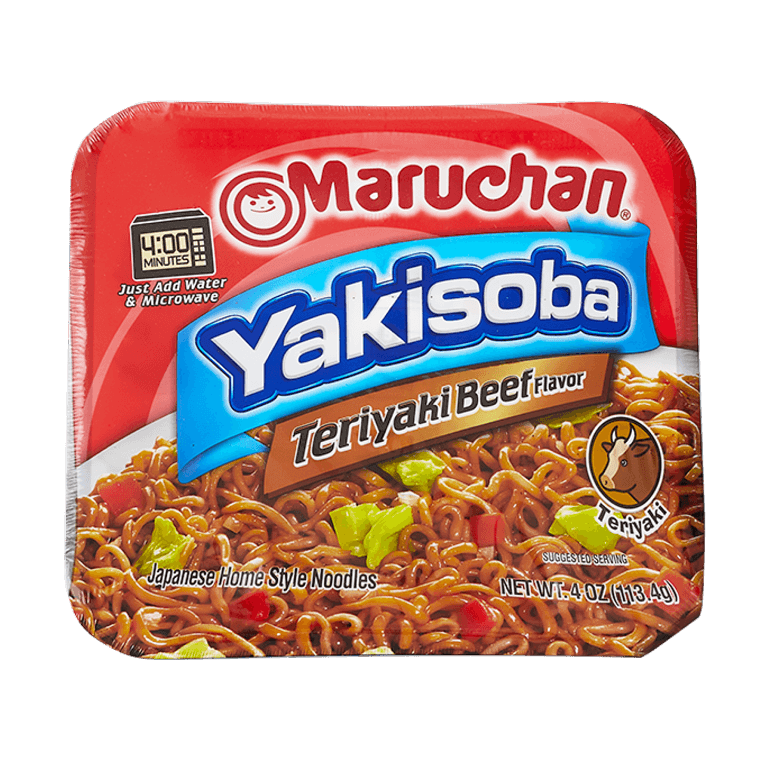 Maruchan®
4:00
MINUTES
Just Add Water
& Microwave
Yakisoba
Teriyaki Beef Flavor
Teriyaki
SUGGESTED SERVING
Japanese Home Style Noodles
NET WT. 4 OZ (113.4g)